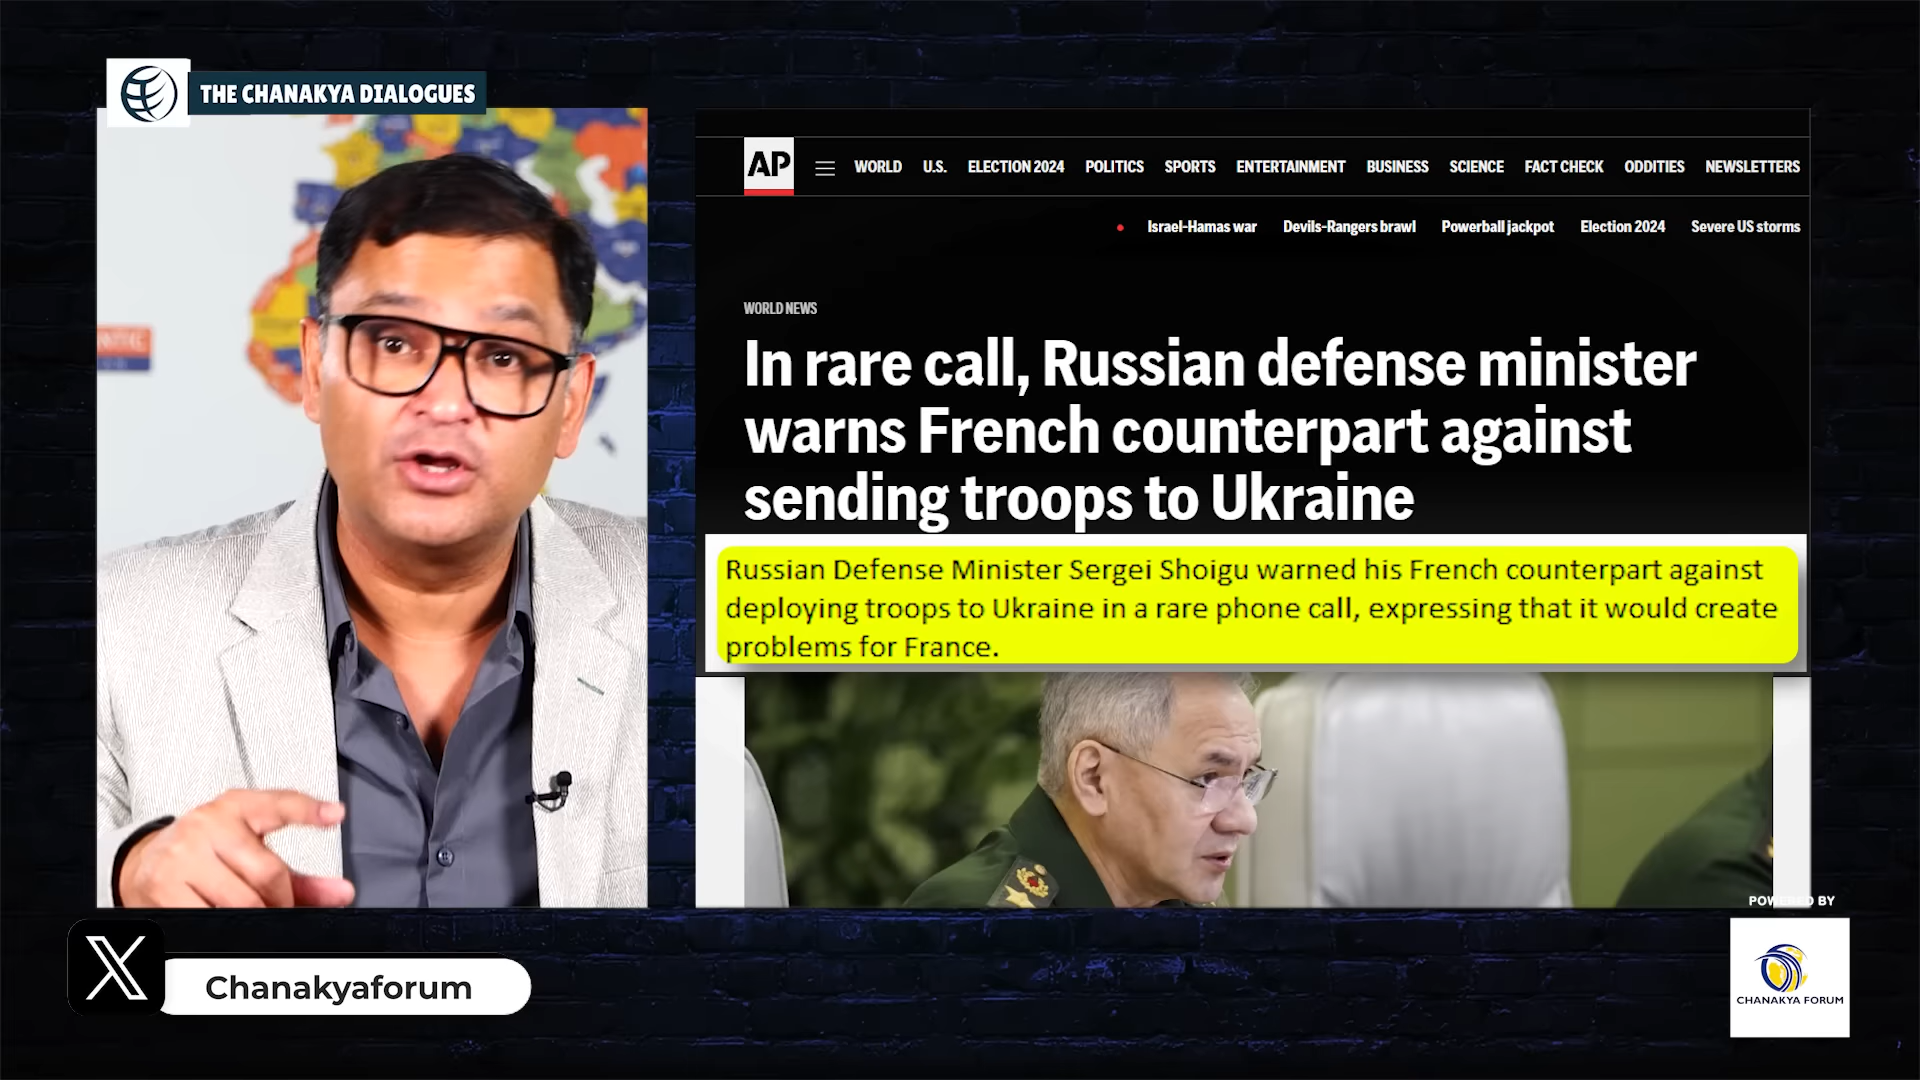 THE CHANAKYA DIALOGUES
AP
WORLD U.S. ELECTION 2024 POLITICS SPORTS ENTERTAINMENT BUSINESS SCIENCE FACT CHECK ODDITIES NEWSLETTERS
Israel-Hamas war Devils-Rangers brawl Powerball jackpot Election 2024 Severe US storms
WORLD NEWS
In rare call, Russian defense minister
warns French counterpart against
sending troops to Ukraine
Russian Defense Minister Sergei Shoigu warned his French counterpart against
deploying troops to Ukraine in a rare phone call, expressing that it would create
problems for France.
X
Chanakyaforum
POWERED BY
CHANAKYA FORUM